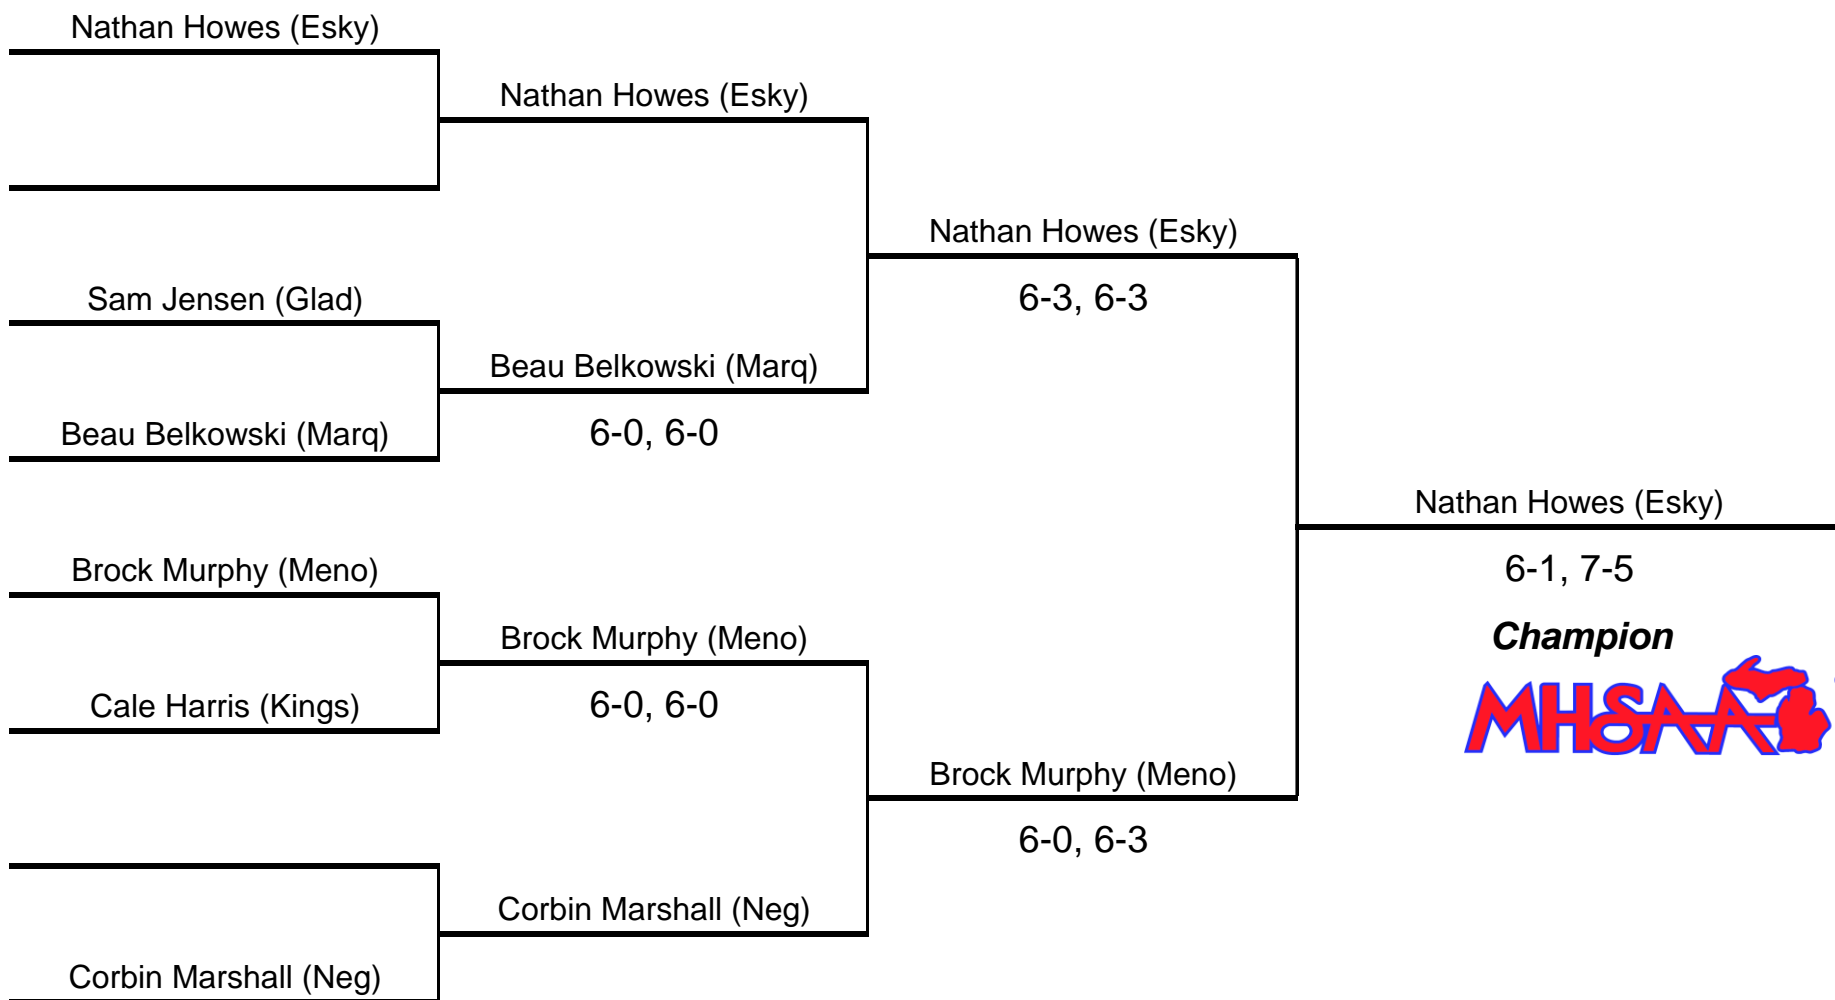 Nathan Howes (Esky)
Nathan Howes (Esky)
Nathan Howes (Esky)
Sam Jensen (Glad)
6-3, 6-3
Beau Belkowski (Marq)
Beau Belkowski (Marq)
6-0, 6-0
Nathan Howes (Esky)
Brock Murphy (Meno)
6-1, 7-5
Brock Murphy (Meno)
Champion
Cale Harris (Kings)
6-0, 6-0
MHSAA
Brock Murphy (Meno)
6-0, 6-3
Corbin Marshall (Neg)
Corbin Marshall (Neg)